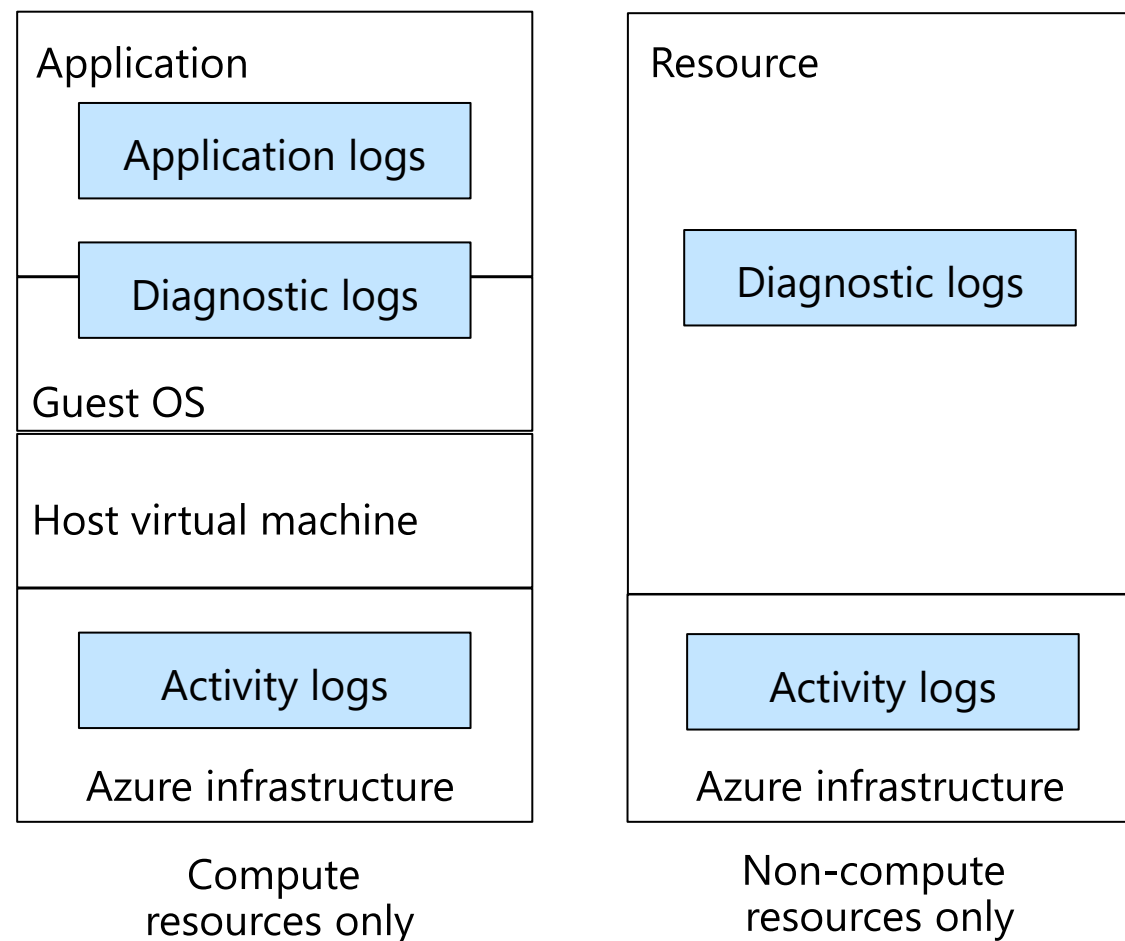 Application
Application logs
Diagnostic logs
Guest OS
Host virtual machine
Activity logs
Azure infrastructure
Compute
resources only
Resource
Diagnostic logs
Activity logs
Azure infrastructure
Non-compute
resources only